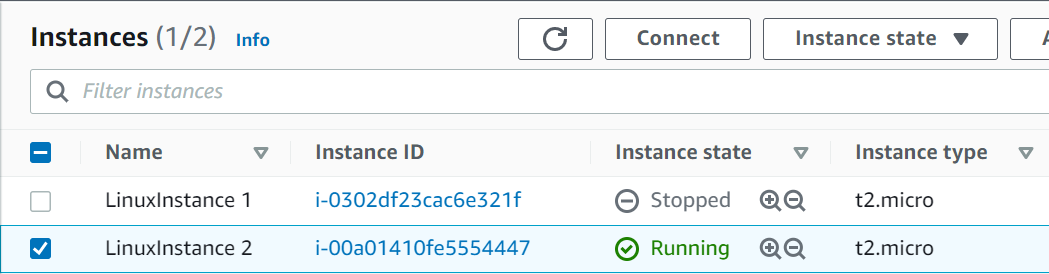 Instances (1/2) Info Connect Instance state
Filter instances
Name Instance ID Instance state Instance type
LinuxInstance 1 i-0302df23cac6e321f Stopped t2.micro
LinuxInstance 2 i-00a01410fe5554447 Running t2.micro